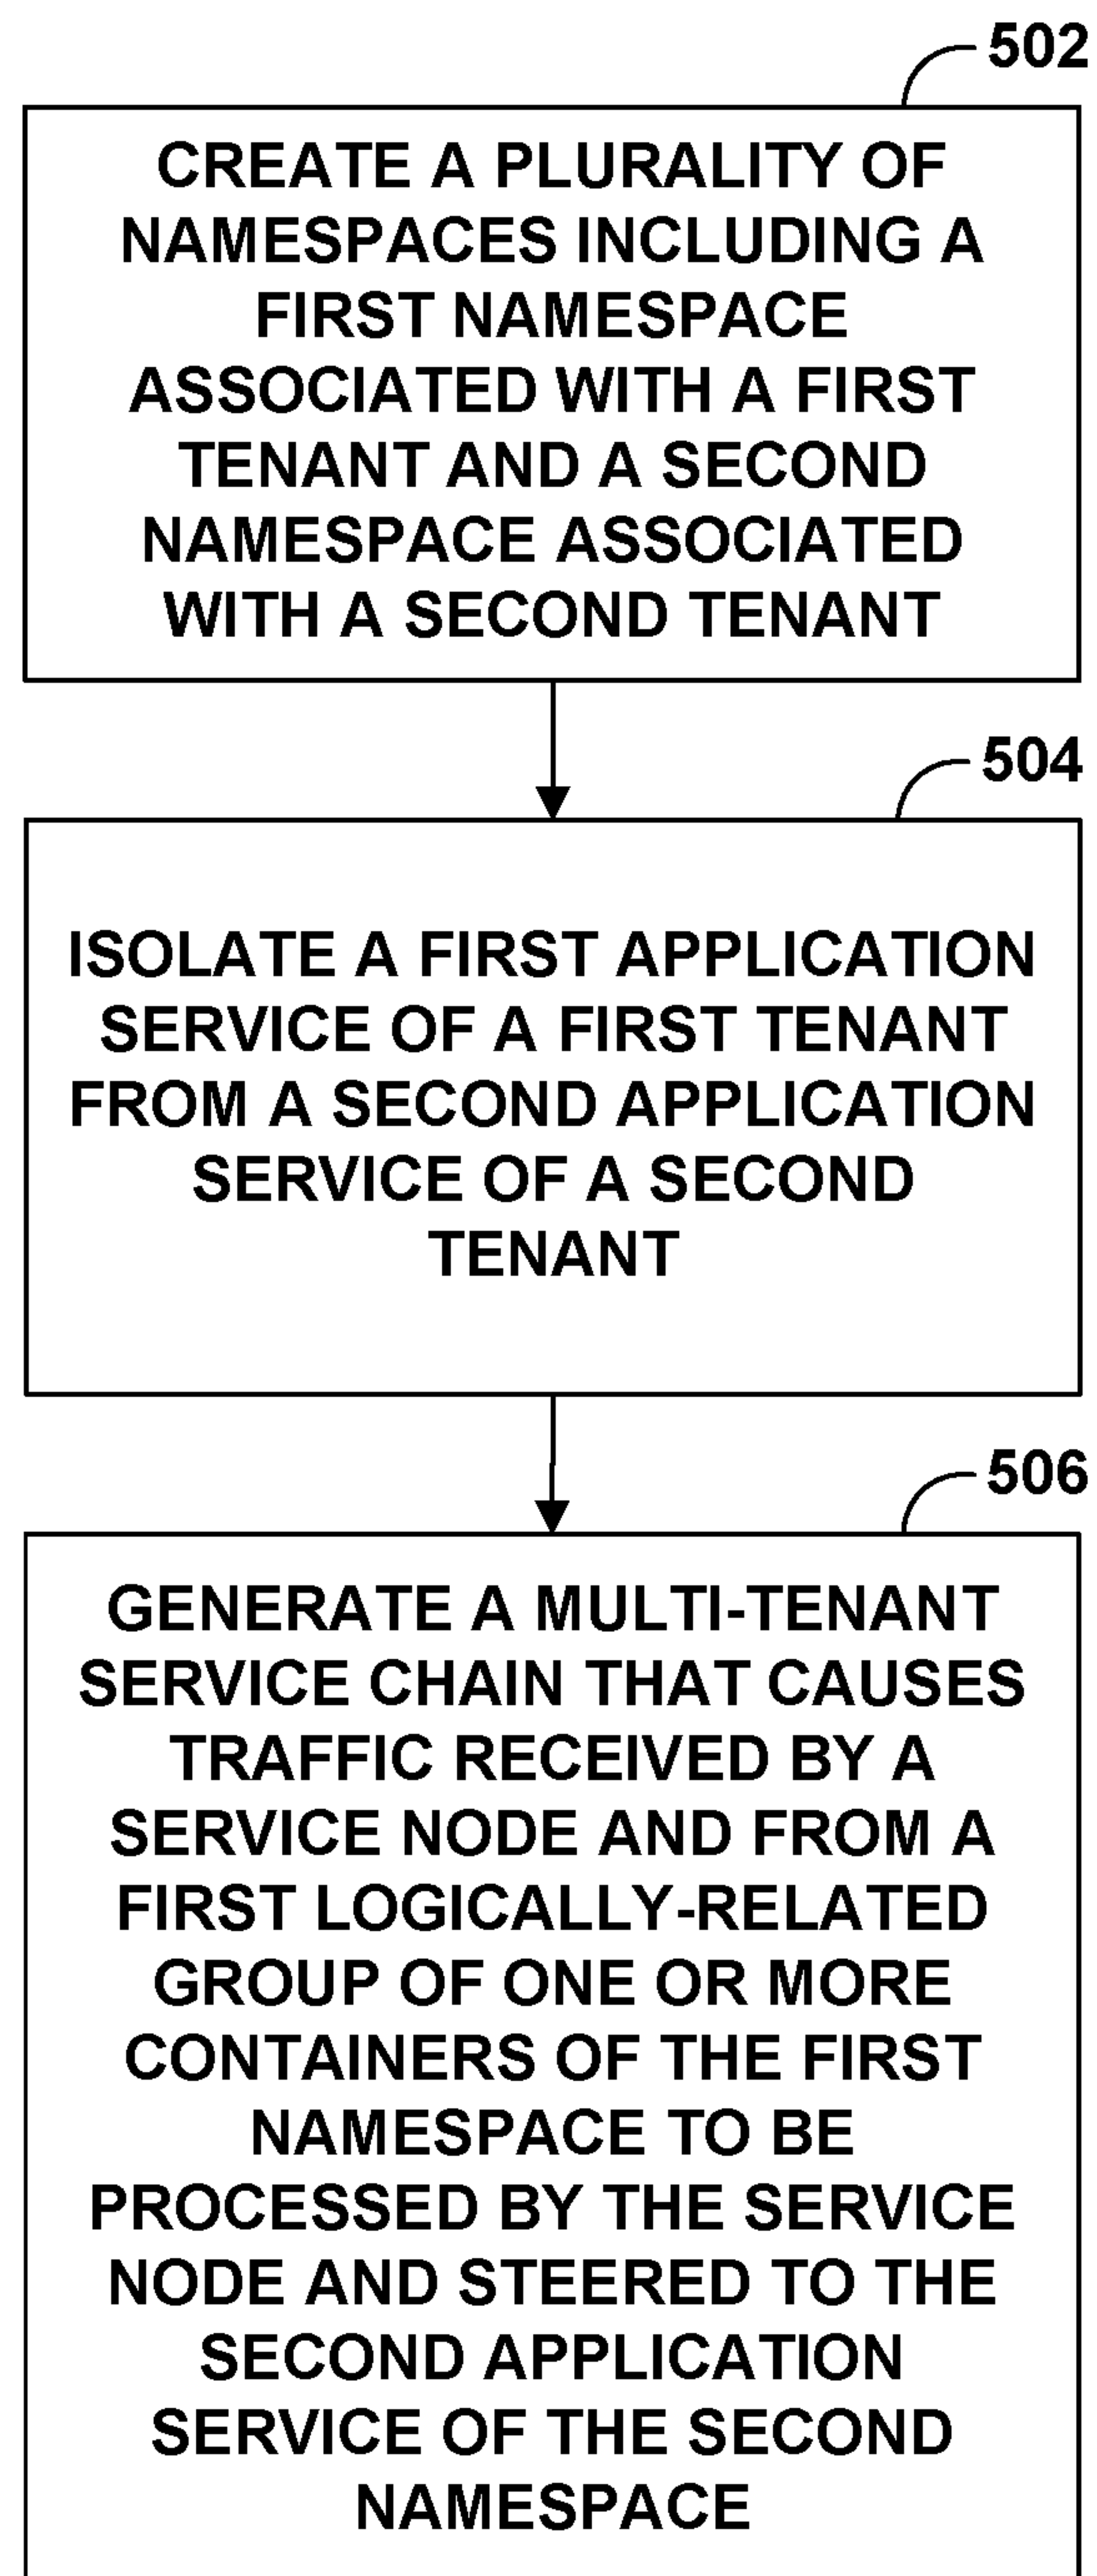 502
CREATE A PLURALITY OF
NAMESPACES INCLUDING A
FIRST NAMESPACE
ASSOCIATED WITH A FIRST
TENANT AND A SECOND
NAMESPACE ASSOCIATED
WITH A SECOND TENANT
504
ISOLATE A FIRST APPLICATION
SERVICE OF A FIRST TENANT
FROM A SECOND APPLICATION
SERVICE OF A SECOND
TENANT
506
GENERATE A MULTI-TENANT
SERVICE CHAIN THAT CAUSES
TRAFFIC RECEIVED BY A
SERVICE NODE AND FROM A
FIRST LOGICALLY-RELATED
GROUP OF ONE OR MORE
CONTAINERS OF THE FIRST
NAMESPACE TO BE
PROCESSED BY THE SERVICE
NODE AND STEERED TO THE
SECOND APPLICATION
SERVICE OF THE SECOND
NAMESPACE